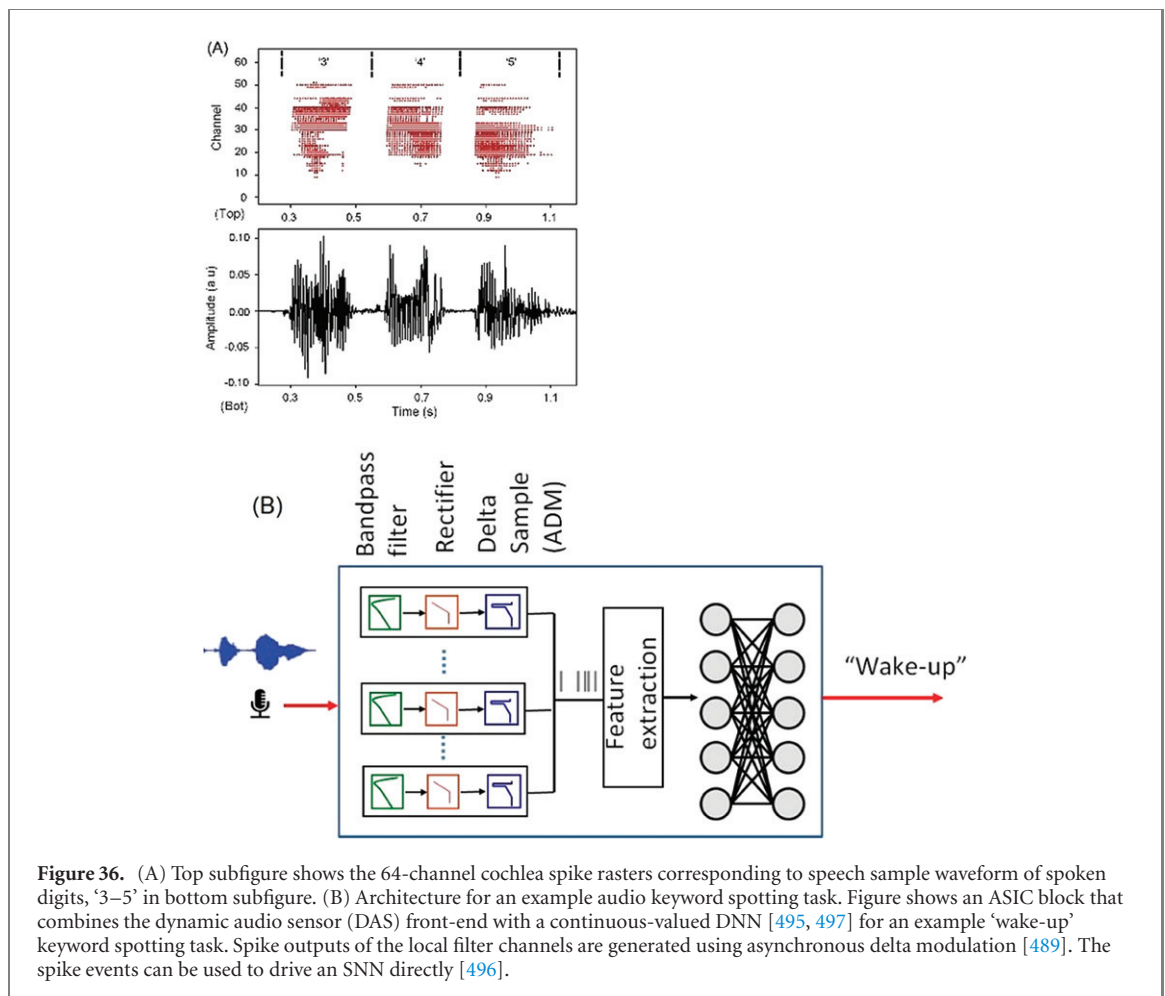 (A)
60
50
40
30
20
10
0
Channel
'3'
'4'
'5'
(Top)
0.3
0.5
0.7
0.9
1.1
0.10
0.05
0.00
-0.05
-0.10
Amplitude (a u)
(Bot)
0.3
0.5
0.7
0.9
1.1
Time (s)
(B)
Bandpass
filter
Rectifier
Delta
Sample
(ADM)
Feature
extraction
“Wake-up”
Figure 36. (A) Top subfigure shows the 64-channel cochlea spike rasters corresponding to speech sample waveform of spoken
digits, ‘3–5’ in bottom subfigure. (B) Architecture for an example audio keyword spotting task. Figure shows an ASIC block that
combines the dynamic audio sensor (DAS) front-end with a continuous-valued DNN [495, 497] for an example ‘wake-up’
keyword spotting task. Spike outputs of the local filter channels are generated using asynchronous delta modulation [489]. The
spike events can be used to drive an SNN directly [496].